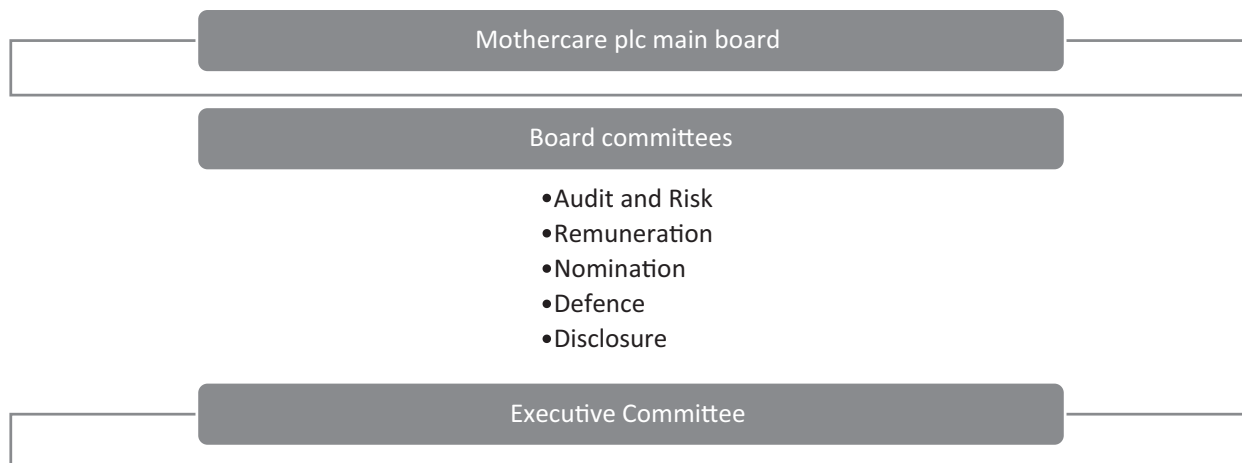 Mothercare plc main board
Board committees
•Audit and Risk
•Remuneration
•Nomination
•Defence
•Disclosure
Executive Committee